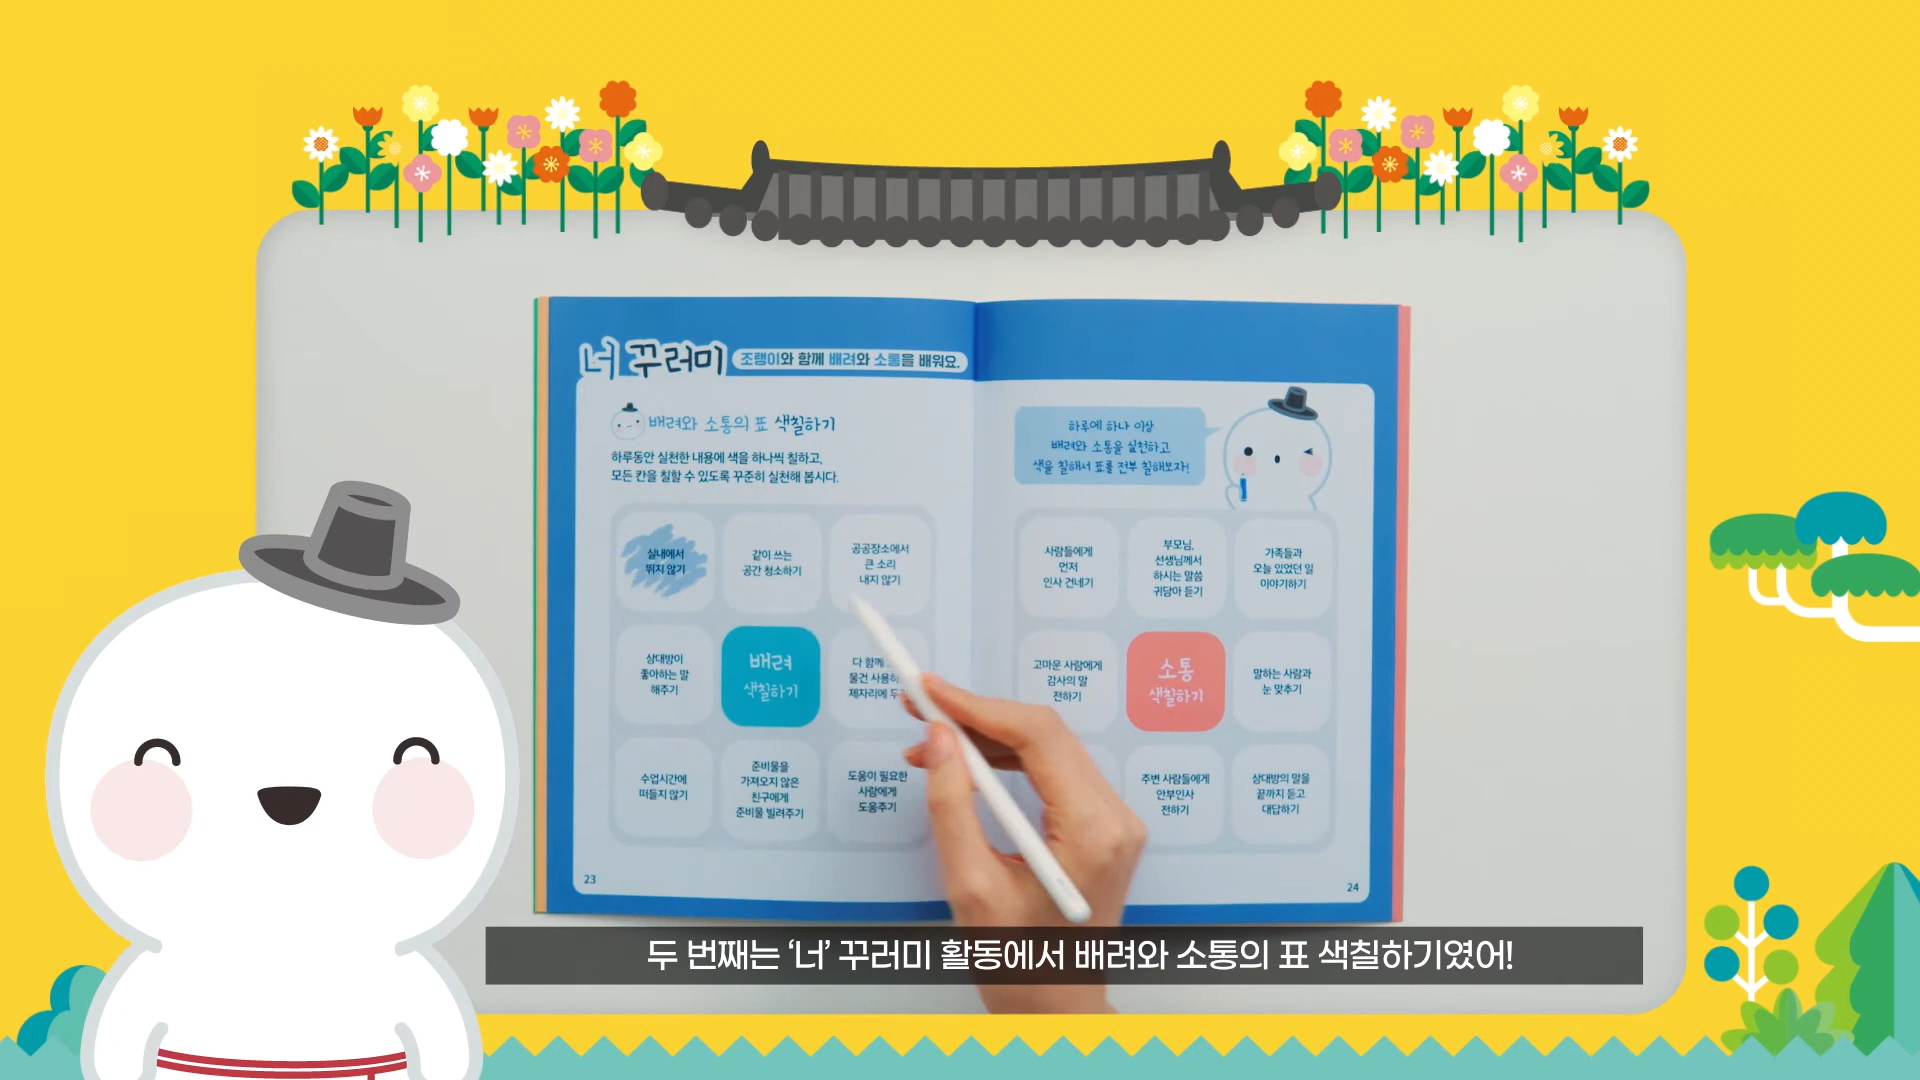 너 꾸러미
조랭이와 함께 배려와 소통을 배워요.
배려와 소통의 표 색칠하기
하루동안 실천한 내용에 색을 하나씩 칠하고,
모든 칸을 칠할 수 있도록 꾸준히 실천해 봅시다.
실내에서
뛰지 않기
같이 쓰는
공간 청소하기
공공장소에서
큰 소리
내지 않기
상대방이
좋아하는 말
해주기
배려
색칠하기
다 함께
물건 사용하
제자리에
수업시간에
떠들지 않기
준비물을
가져오지 않은
친구에게
준비물 빌려주기
도움이 필요한
사람에게
도움주기
23
하루에 하나 이상
배려와 소통을 실천하고
색을 칠해서 표를 전부 칠해보자!
사람들에게
먼저
인사 건네기
부모님,
선생님께서
하시는 말씀
귀담아 듣기
가족들과
오늘 있었던 일
이야기하기
고마운 사람에게
감사의 말
전하기
소통
색칠하기
말하는 사람과
눈 맞추기
주변 사람들에게
안부인사
전하기
상대방의 말을
끝까지 듣고
대답하기
24
두 번째는 ‘너’ 꾸러미 활동에서 배려와 소통의 표 색칠하기였어!